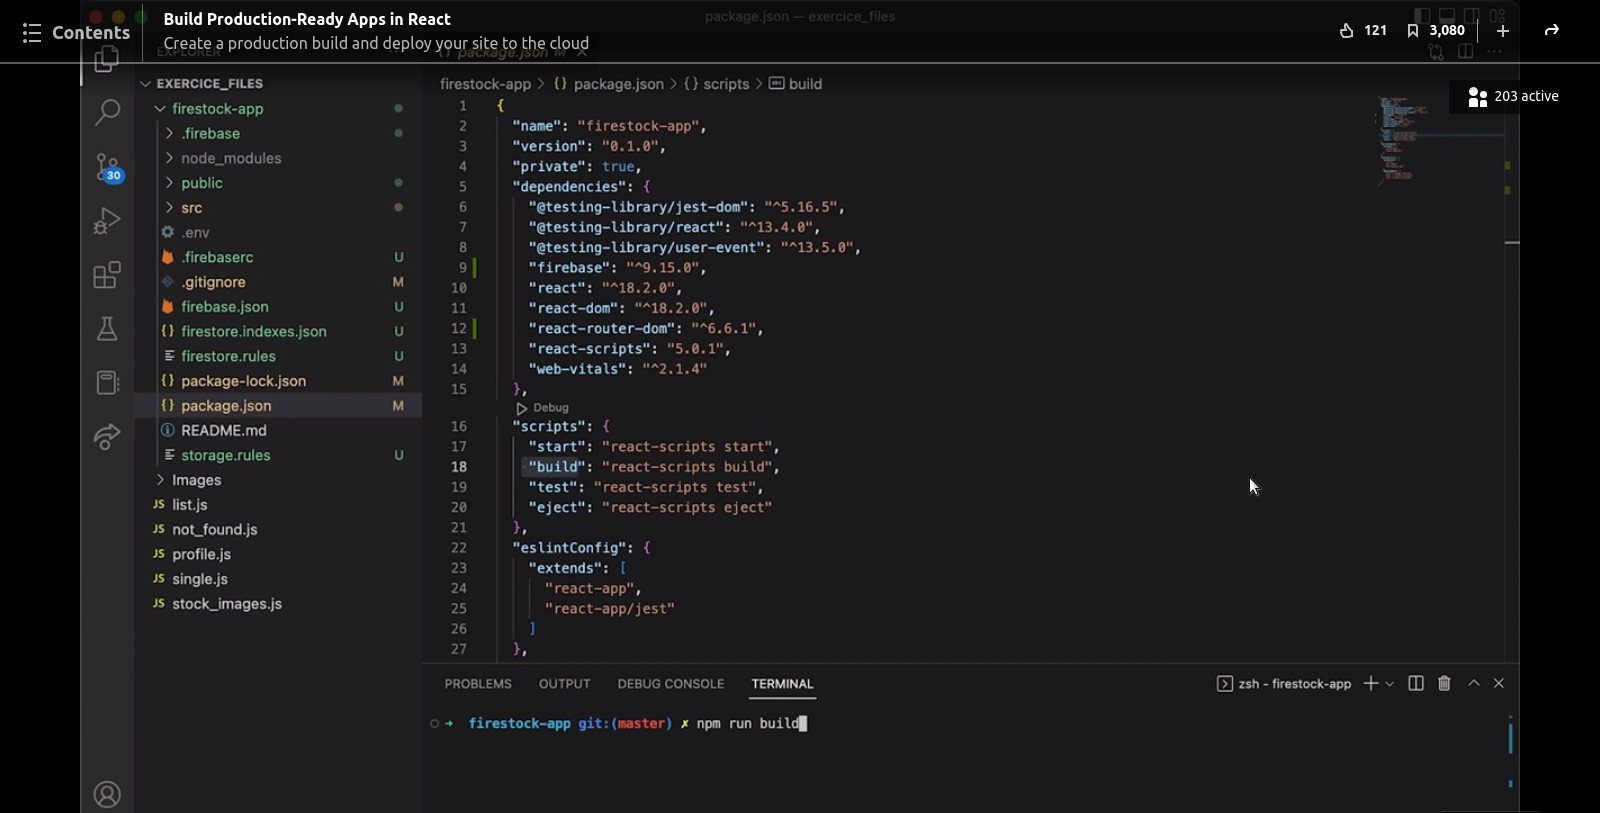 package.json — exercice_files
Contents
Build Production-Ready Apps in React
Create a production build and deploy your site to the cloud
121
3,080
203 active
EXPLORER
package.json M
EXERCICE_FILES
firestock-app
.firebase
node_modules
public
src
.env
.firebaserc U
.gitignore M
firebase.json U
firestore.indexes.json U
firestore.rules U
package-lock.json M
package.json M
README.md
storage.rules U
Images
JS list.js
JS not_found.js
JS profile.js
JS single.js
JS stock_images.js
30
firestock-app > {} package.json > {} scripts > build
1 {
2 "name": "firestock-app",
3 "version": "0.1.0",
4 "private": true,
5 "dependencies": {
6 "@testing-library/jest-dom": "^5.16.5",
7 "@testing-library/react": "^13.4.0",
8 "@testing-library/user-event": "^13.5.0",
9 "firebase": "^9.15.0",
10 "react": "^18.2.0",
11 "react-dom": "^18.2.0",
12 "react-router-dom": "^6.6.1",
13 "react-scripts": "5.0.1",
14 "web-vitals": "^2.1.4"
15 },
Debug
16 "scripts": {
17 "start": "react-scripts start",
18 "build": "react-scripts build",
19 "test": "react-scripts test",
20 "eject": "react-scripts eject"
21 },
22 "eslintConfig": {
23 "extends": [
24 "react-app",
25 "react-app/jest"
26 ]
27 },
PROBLEMS OUTPUT DEBUG CONSOLE TERMINAL
zsh - firestock-app
firestock-app git:(master) ✗ npm run build